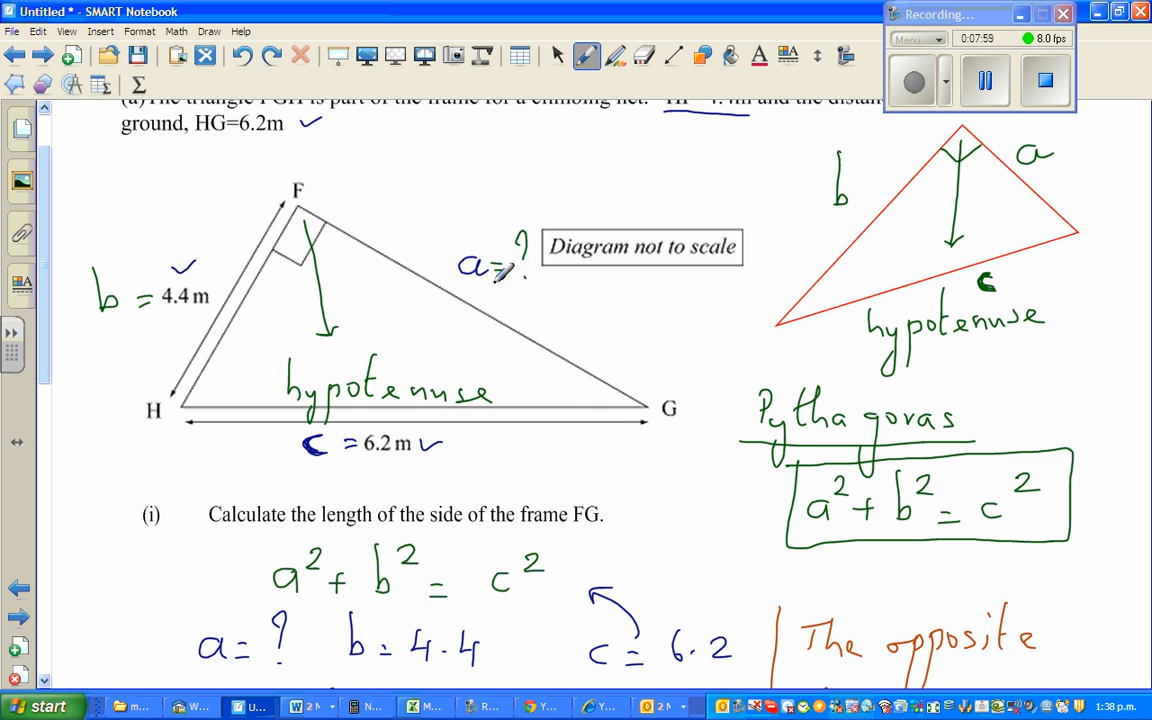 Untitled * - SMART Notebook
File Edit View Insert Format Math Draw Help
Recording...
Menu 0:07:59 8.0 fps
ground, HG=6.2m
F
b = 4.4 m
a = ?
Diagram not to scale
hypotenuse
H G
c = 6.2 m
b a
c
hypotenuse
Pythagoras
a² + b² = c²
(i) Calculate the length of the side of the frame FG.
a² + b² = c²
a = ? b = 4.4 c = 6.2
The opposite
start
1:38 p.m.